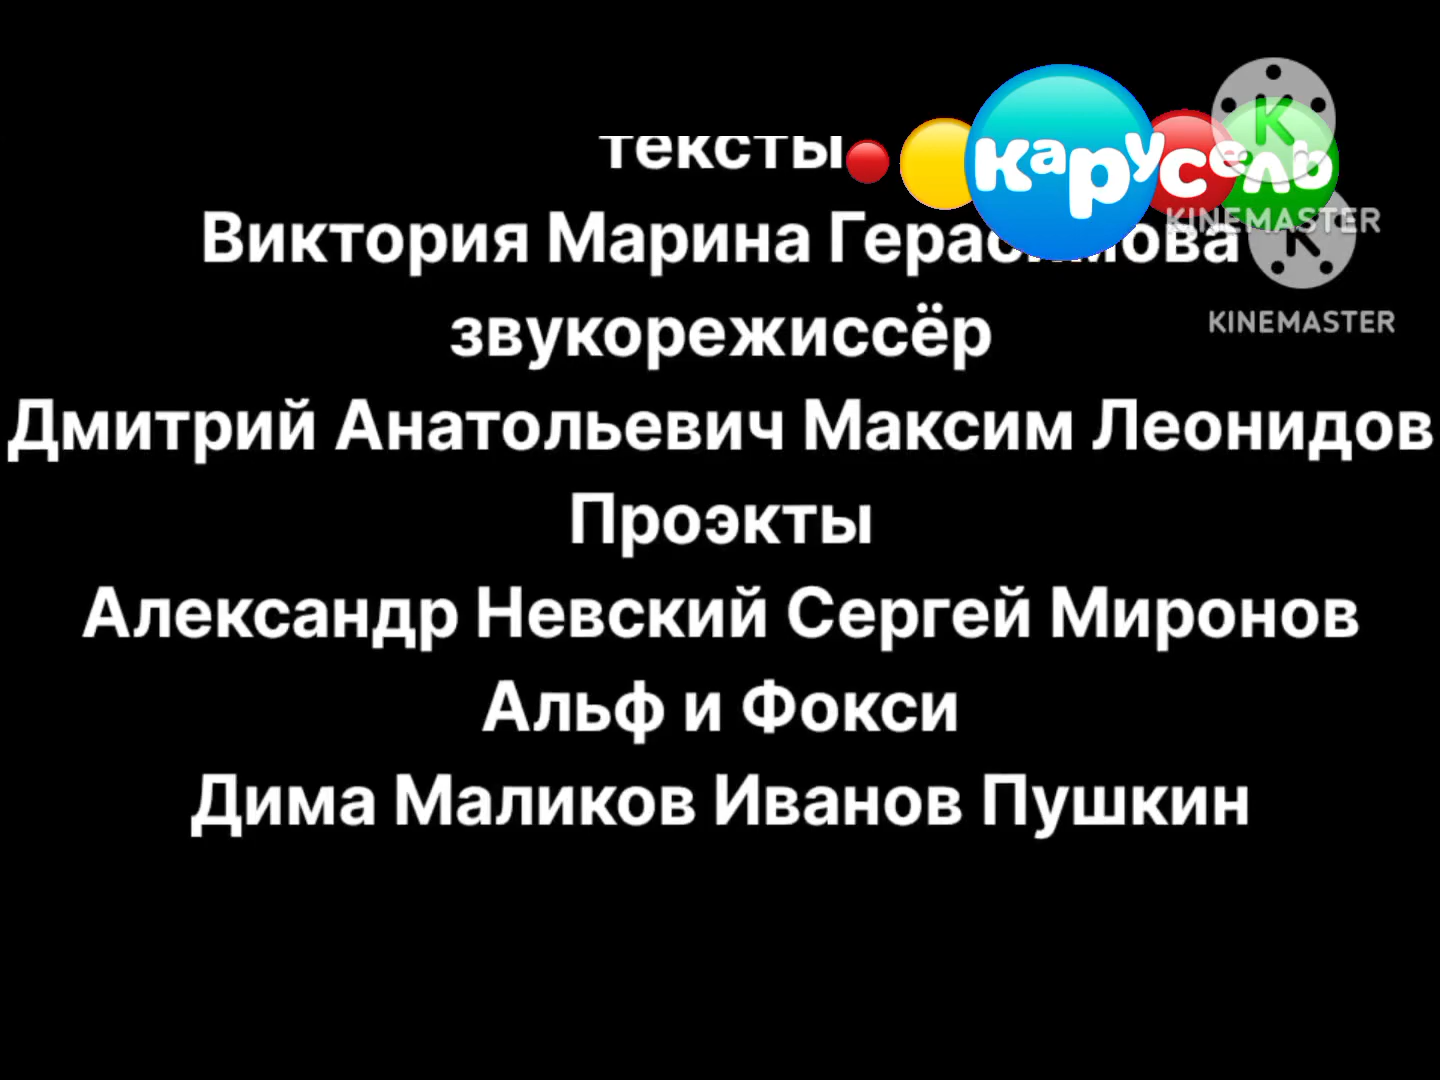 тексты
Карусель
Виктория Марина Герасимова
KINEMASTER
звукорежиссёр
KINEMASTER
Дмитрий Анатольевич Максим Леонидов
Проэкты
Александр Невский Сергей Миронов
Альф и Фокси
Дима Маликов Иванов Пушкин